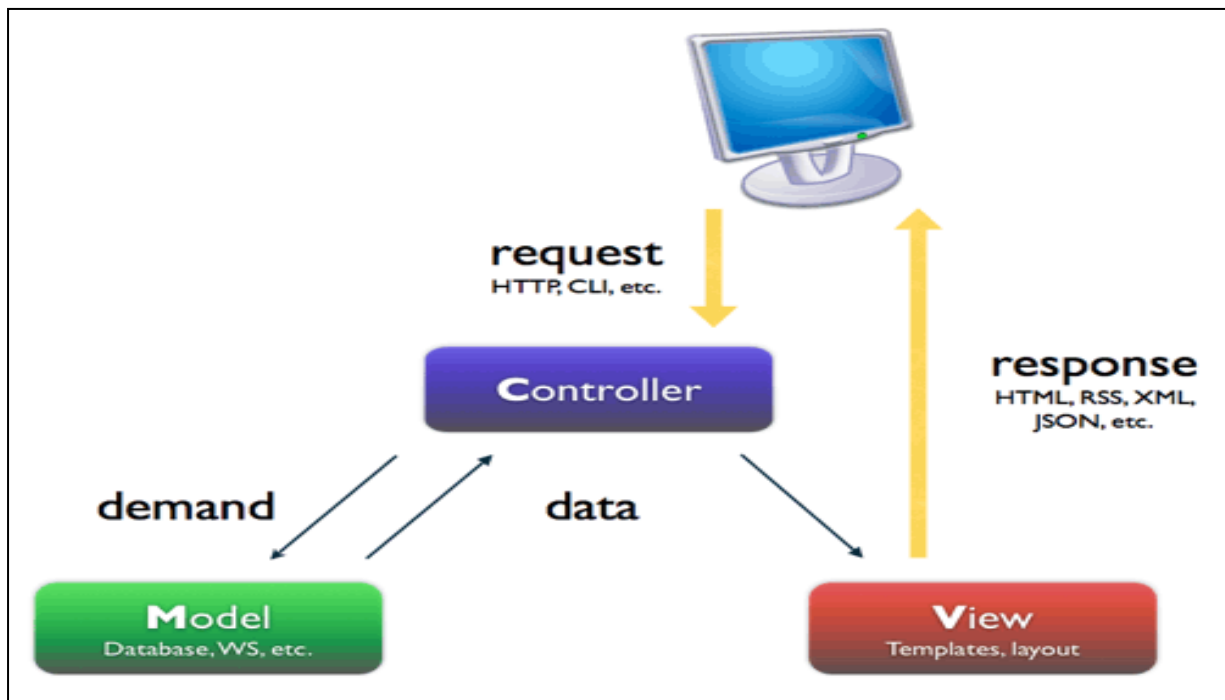 request
HTTP, CLI, etc.
Controller
response
HTML, RSS, XML,
JSON, etc.
demand
data
Model
Database, WS, etc.
View
Templates, layout